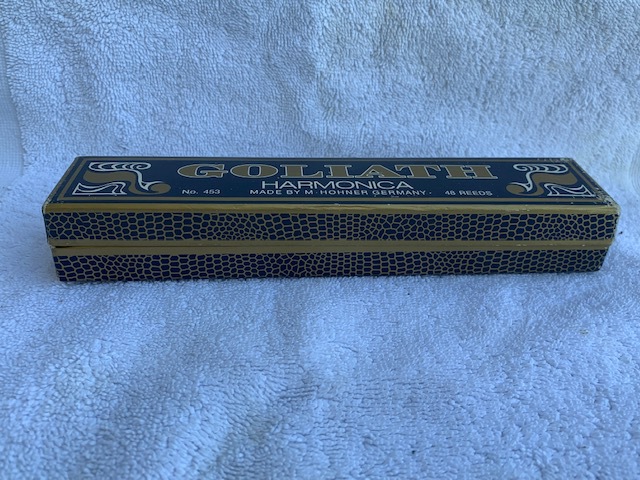 GOLIATH
HARMONICA
No. 453 MADE BY M·HOHNER GERMANY· 48 REEDS